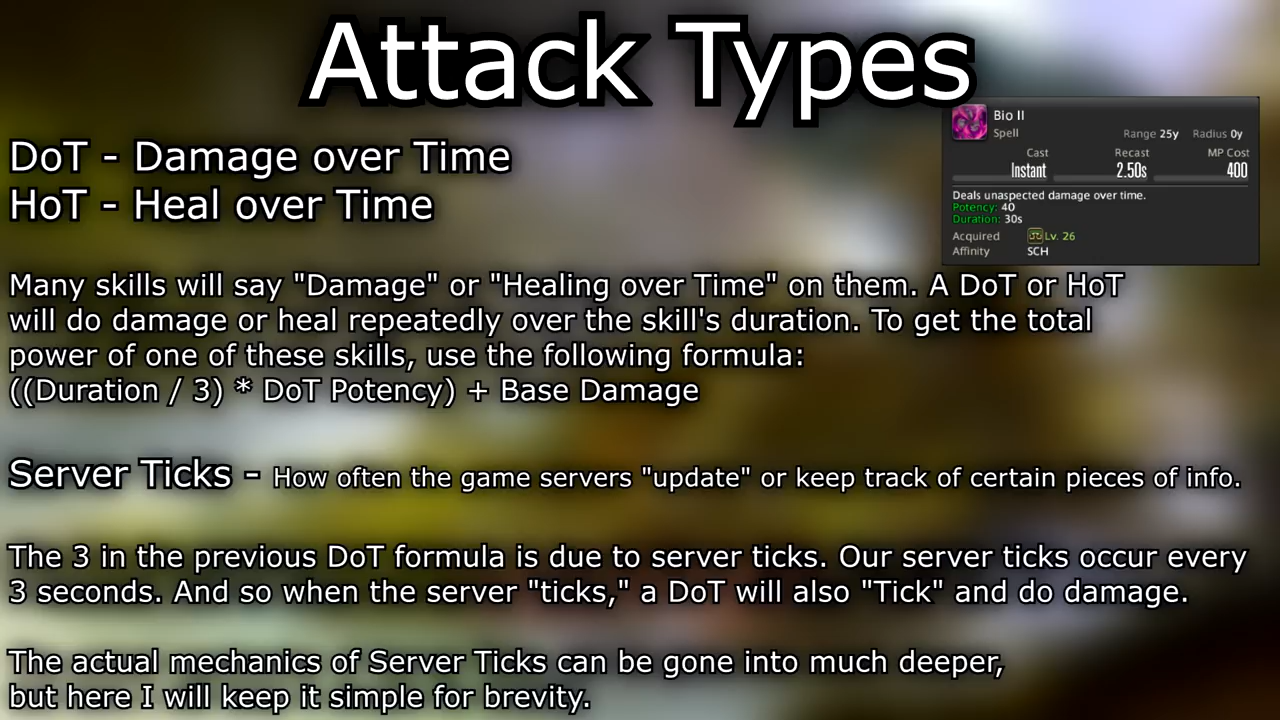 Attack Types
DoT - Damage over Time
HoT - Heal over Time
Bio II
Spell
Range 25y Radius 0y
Cast Recast MP Cost
Instant 2.50s 400
Deals unaspected damage over time.
Potency: 40
Duration: 30s
Acquired Lv. 26
Affinity SCH
Many skills will say "Damage" or "Healing over Time" on them. A DoT or HoT
will do damage or heal repeatedly over the skill's duration. To get the total
power of one of these skills, use the following formula:
((Duration / 3) * DoT Potency) + Base Damage
Server Ticks - How often the game servers "update" or keep track of certain pieces of info.
The 3 in the previous DoT formula is due to server ticks. Our server ticks occur every
3 seconds. And so when the server "ticks," a DoT will also "Tick" and do damage.
The actual mechanics of Server Ticks can be gone into much deeper,
but here I will keep it simple for brevity.